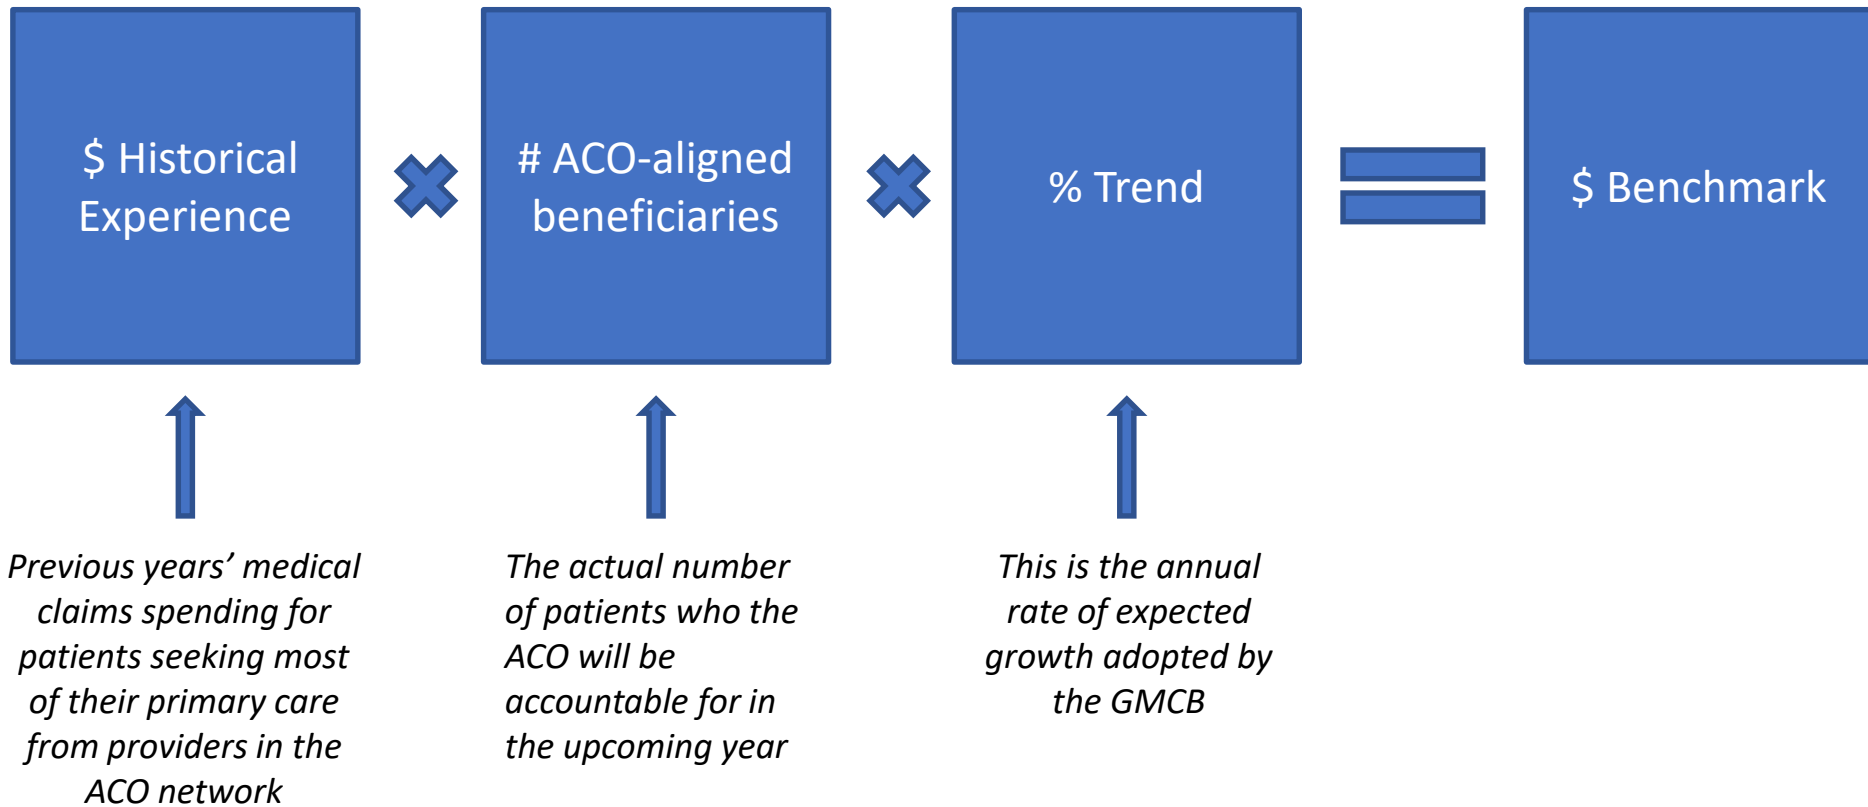 $ Historical
Experience
# ACO-aligned
beneficiaries
% Trend
$ Benchmark
Previous years’ medical
claims spending for
patients seeking most
of their primary care
from providers in the
ACO network
The actual number
of patients who the
ACO will be
accountable for in
the upcoming year
This is the annual
rate of expected
growth adopted by
the GMCB